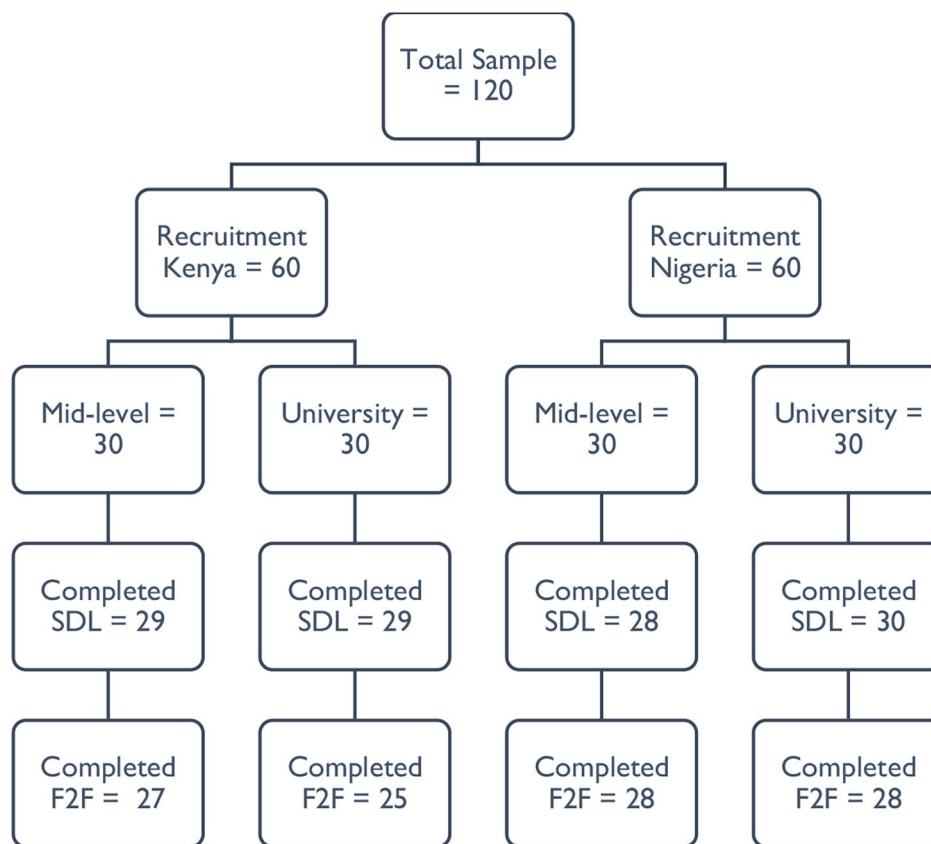 Total Sample
= 120
Recruitment
Kenya = 60
Recruitment
Nigeria = 60
Mid-level =
30
University =
30
Mid-level =
30
University =
30
Completed
SDL = 29
Completed
SDL = 29
Completed
SDL = 28
Completed
SDL = 30
Completed
F2F = 27
Completed
F2F = 25
Completed
F2F = 28
Completed
F2F = 28